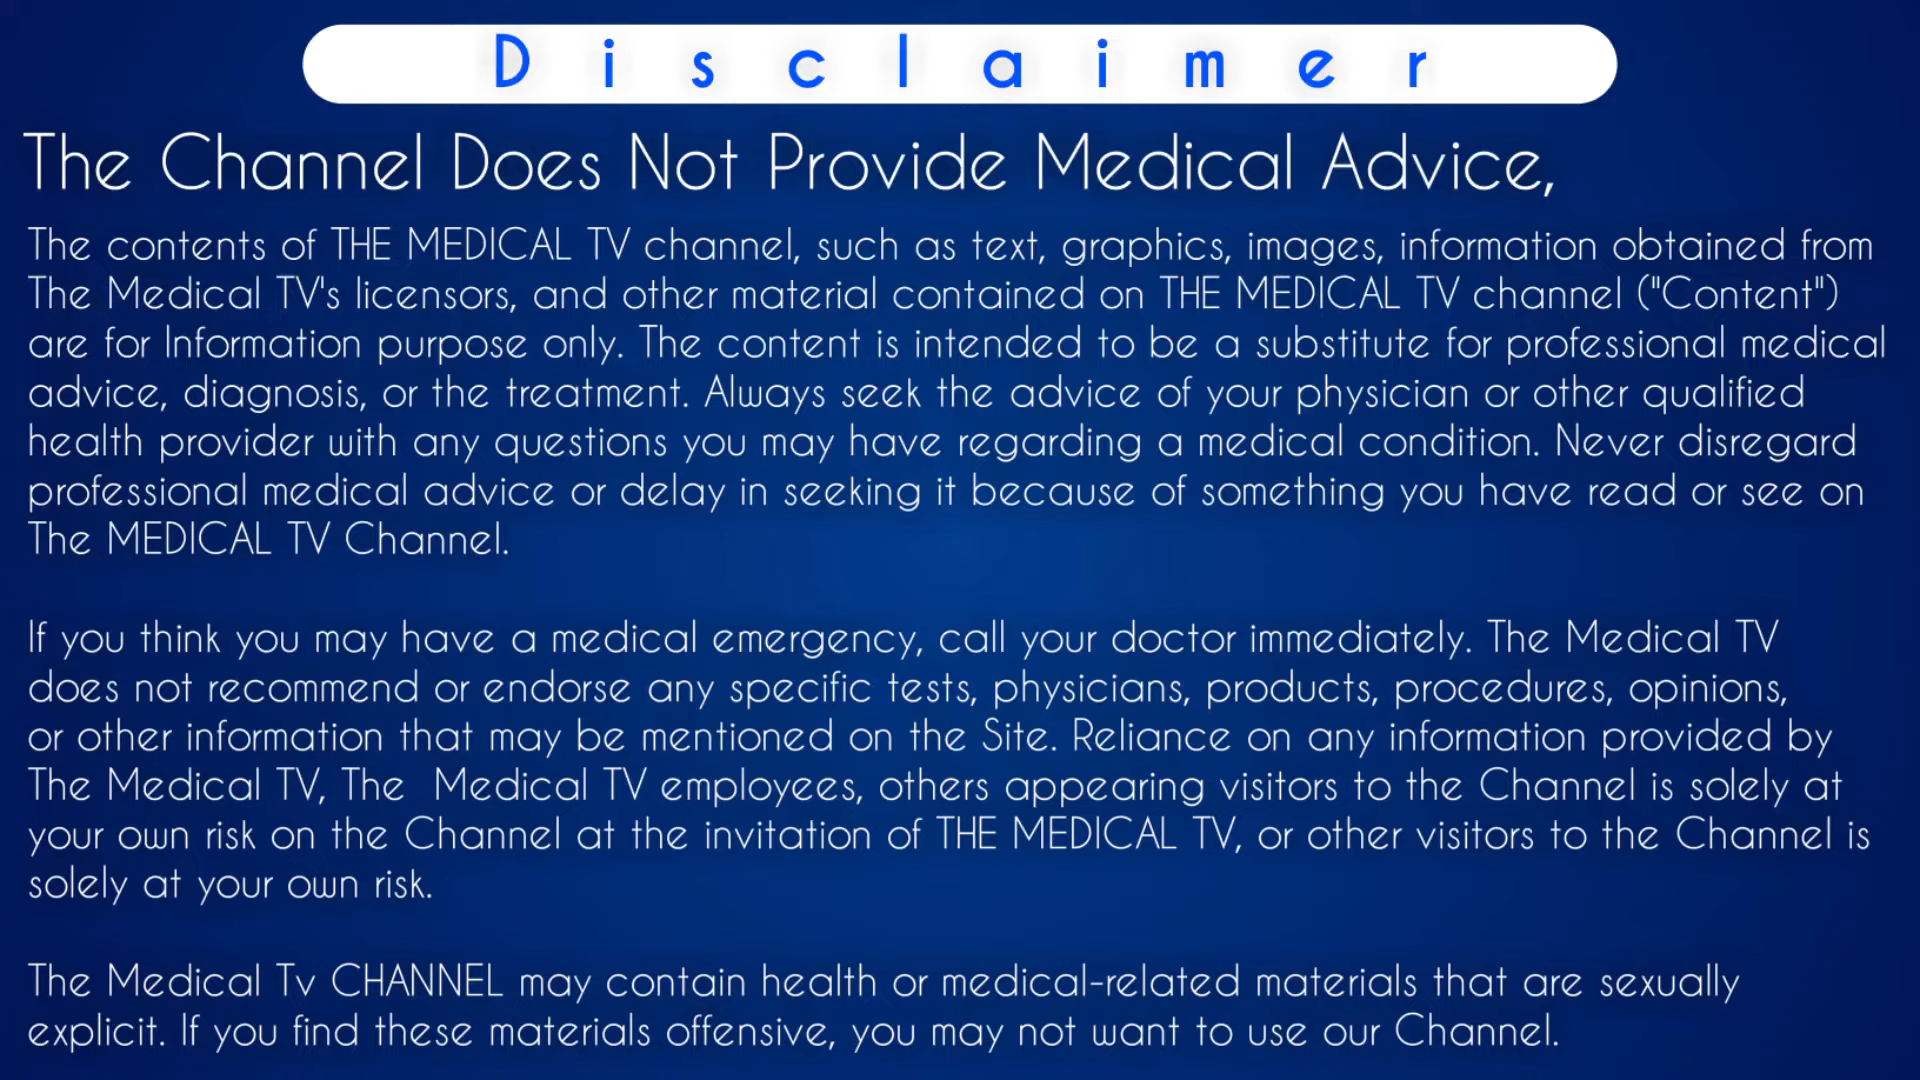 Disclaimer
The Channel Does Not Provide Medical Advice,
The contents of THE MEDICAL TV channel, such as text, graphics, images, information obtained from
The Medical TV's licensors, and other material contained on THE MEDICAL TV channel ("Content")
are for Information purpose only. The content is intended to be a substitute for professional medical
advice, diagnosis, or the treatment. Always seek the advice of your physician or other qualified
health provider with any questions you may have regarding a medical condition. Never disregard
professional medical advice or delay in seeking it because of something you have read or see on
The MEDICAL TV Channel.
If you think you may have a medical emergency, call your doctor immediately. The Medical TV
does not recommend or endorse any specific tests, physicians, products, procedures, opinions,
or other information that may be mentioned on the Site. Reliance on any information provided by
The Medical TV, The Medical TV employees, others appearing visitors to the Channel is solely at
your own risk on the Channel at the invitation of THE MEDICAL TV, or other visitors to the Channel is
solely at your own risk.
The Medical Tv CHANNEL may contain health or medical-related materials that are sexually
explicit. If you find these materials offensive, you may not want to use our Channel.